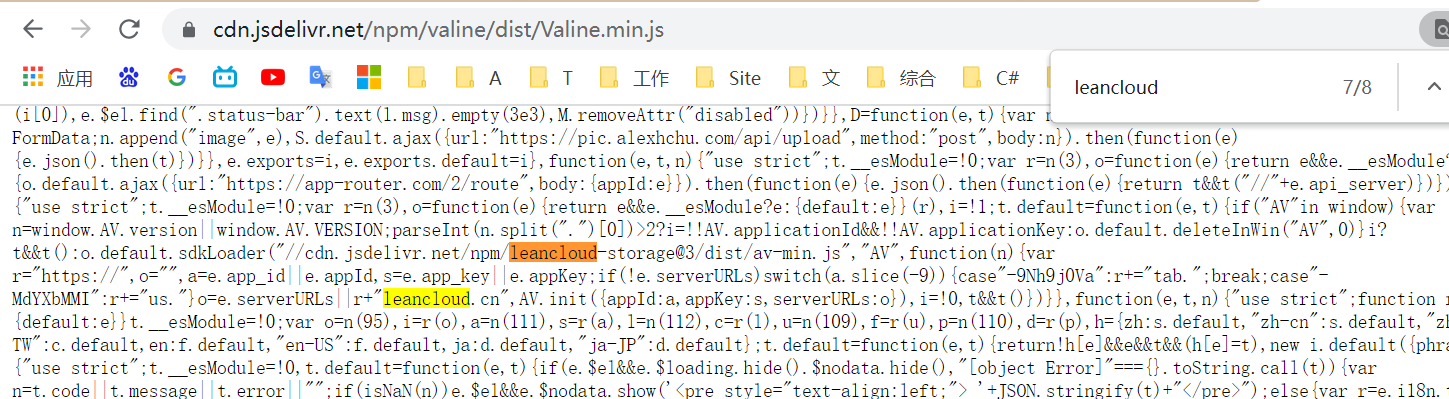 cdn.jsdelivr.net/npm/valine/dist/Valine.min.js
应用 A T 工作 Site 文 综合 C#
leancloud 7/8
(i[0]),e.$el.find(".status-bar").text(l.msg).empty(3e3),M.removeAttr("disabled"))})}},D=function(e,t){var
FormData;n.append("image",e),S.default.ajax({url:"https://pic.alexhchu.com/api/upload",method:"post",body:n}).then(function(e)
{e.json().then(t)})}},e.exports=i,e.exports.default=i},function(e,t,n){"use strict";t.__esModule=!0;var r=n(3),o=function(e){return e&&e.__esModule?
{o.default.ajax({url:"https://app-router.com/2/route",body:{appId:e}}).then(function(e){e.json().then(function(e){return t&&t("//"+e.api_server)})})
{"use strict";t.__esModule=!0;var r=n(3),o=function(e){return e&&e.__esModule?e:{default:e}}(r),i=!1;t.default=function(e,t){if("AV"in window){var
n=window.AV.version||window.AV.VERSION;parseInt(n.split(".")[0])>2?i=!!AV.applicationId&&!!AV.applicationKey:o.default.deleteInWin("AV",0)}i?
t&&t():o.default.sdkLoader("//cdn.jsdelivr.net/npm/leancloud-storage@3/dist/av-min.js","AV",function(n){var
r="https://",o="",a=e.app_id||e.appId,s=e.app_key||e.appKey;if(!e.serverURLs)switch(a.slice(-9)){case"-9Nh9j0Va":r+="tab.";break;case"-
MdYXbMMI":r+="us."}o=e.serverURLs||r+"leancloud.cn",AV.init({appId:a,appKey:s,serverURLs:o}),i=!0,t&&t()})}},function(e,t,n){"use strict";function
{default:e}}t.__esModule=!0;var o=n(95),i=r(o),a=n(111),s=r(a),l=n(112),c=r(l),u=n(109),f=r(u),p=n(110),d=r(p),h={zh:s.default,"zh-cn":s.default,"zh
TW":c.default,en:f.default,"en-US":f.default,ja:d.default,"ja-JP":d.default};t.default=function(e,t){return!h[e]&&e&&t&&(h[e]=t),new i.default({phra
{"use strict";t.__esModule=!0,t.default=function(e,t){if(e.$el&&e.$loading.hide().$nodata.hide(),"[object Error]"==={}.toString.call(t)){var
n=t.code||t.message||t.error||"";if(isNaN(n))e.$el&&e.$nodata.show('<pre style="text-align:left;"> '+JSON.stringify(t)+"</pre>");else{var r=e.i18n.